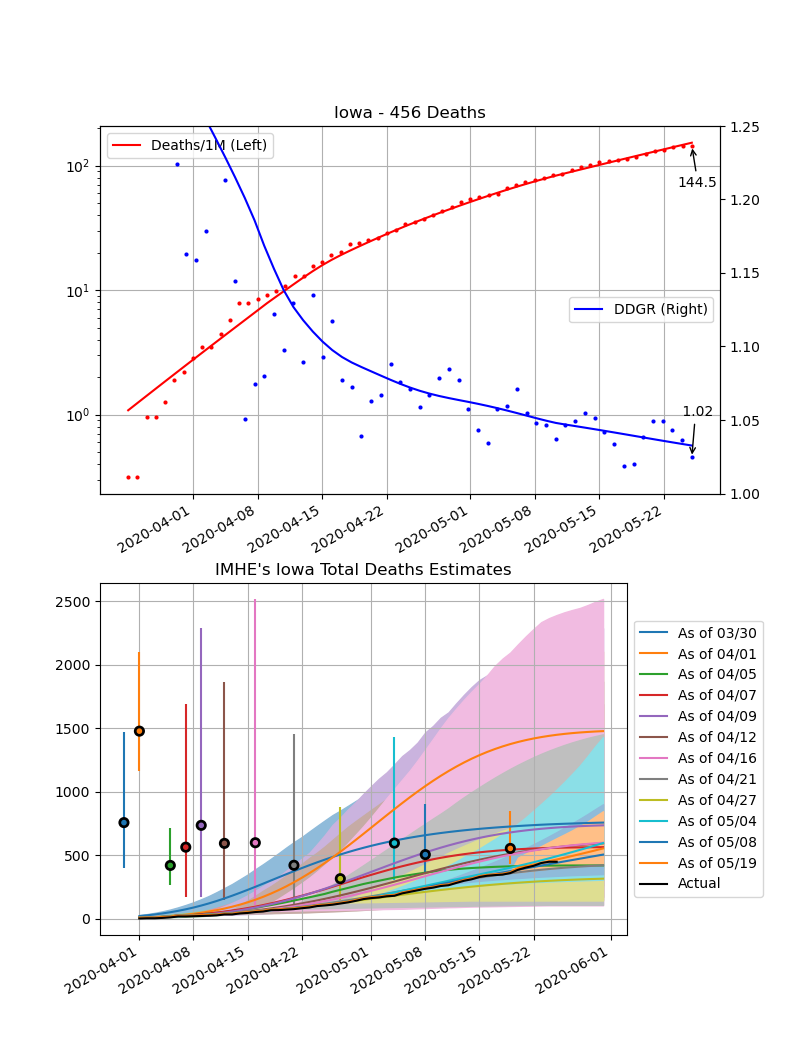 Iowa - 456 Deaths
Deaths/1M (Left)
DDGR (Right)
144.5
1.02
10²
10¹
10⁰
1.25
1.20
1.15
1.10
1.05
1.00
2020-04-01
2020-04-08
2020-04-15
2020-04-22
2020-05-01
2020-05-08
2020-05-15
2020-05-22
IMHE's Iowa Total Deaths Estimates
2500
2000
1500
1000
500
0
2020-04-01
2020-04-08
2020-04-15
2020-04-22
2020-05-01
2020-05-08
2020-05-15
2020-05-22
2020-06-01
As of 03/30
As of 04/01
As of 04/05
As of 04/07
As of 04/09
As of 04/12
As of 04/16
As of 04/21
As of 04/27
As of 05/04
As of 05/08
As of 05/19
Actual